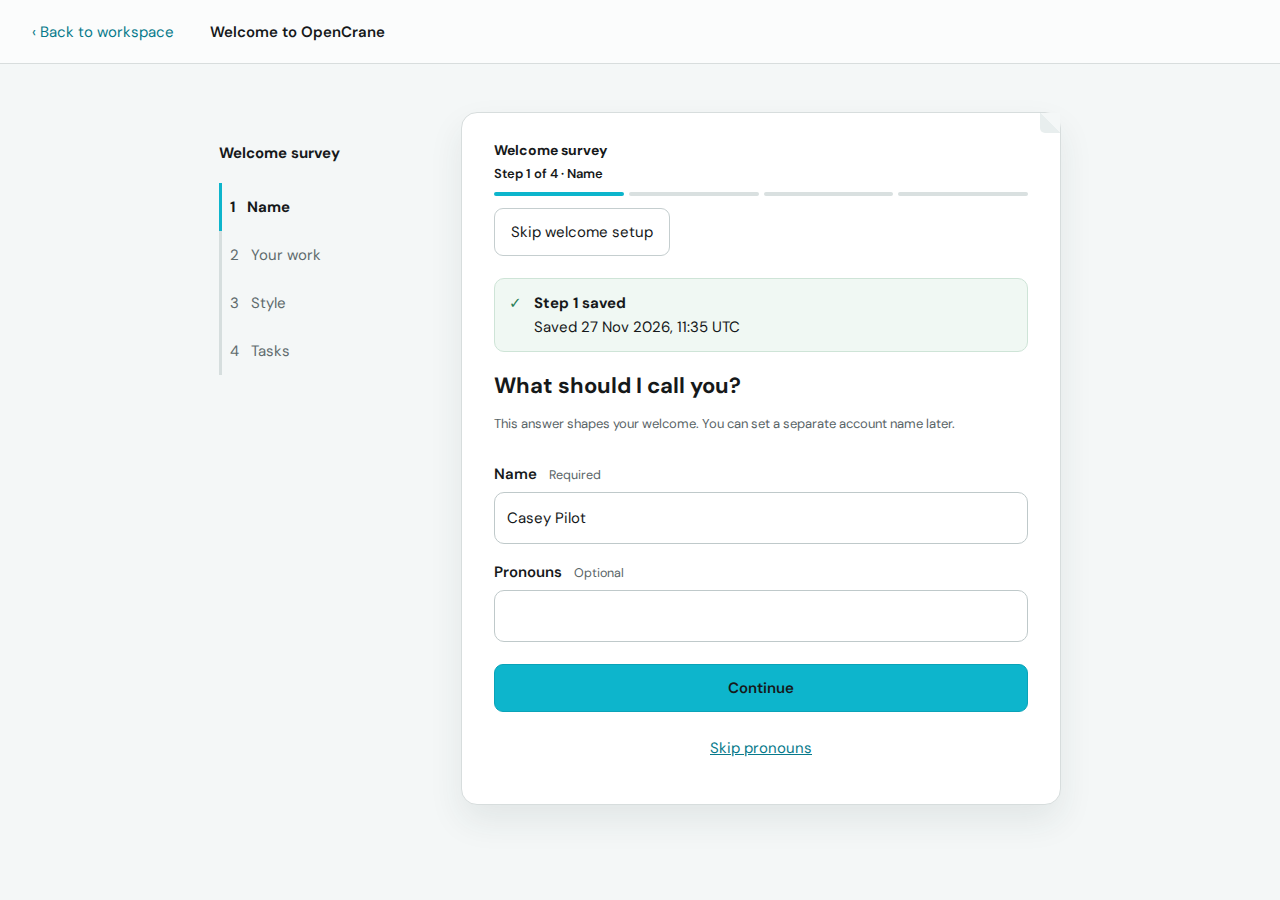 ‹ Back to workspace
Welcome to OpenCrane
Welcome survey
1 Name
2 Your work
3 Style
4 Tasks
Welcome survey
Step 1 of 4 · Name
Skip welcome setup
✓ Step 1 saved
Saved 27 Nov 2026, 11:35 UTC
What should I call you?
This answer shapes your welcome. You can set a separate account name later.
Name Required
Casey Pilot
Pronouns Optional
Continue
Skip pronouns